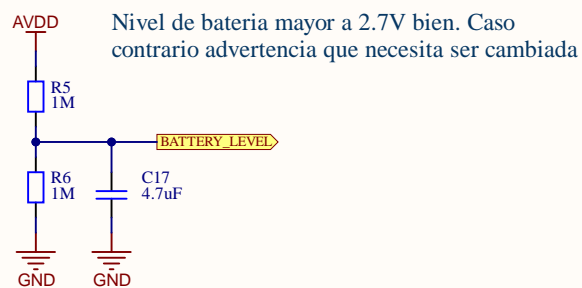 AVDD
Nivel de bateria mayor a 2.7V bien. Caso
contrario advertencia que necesita ser cambiada
R5
1M
BATTERY_LEVEL
R6
1M
C17
4.7uF
GND
GND